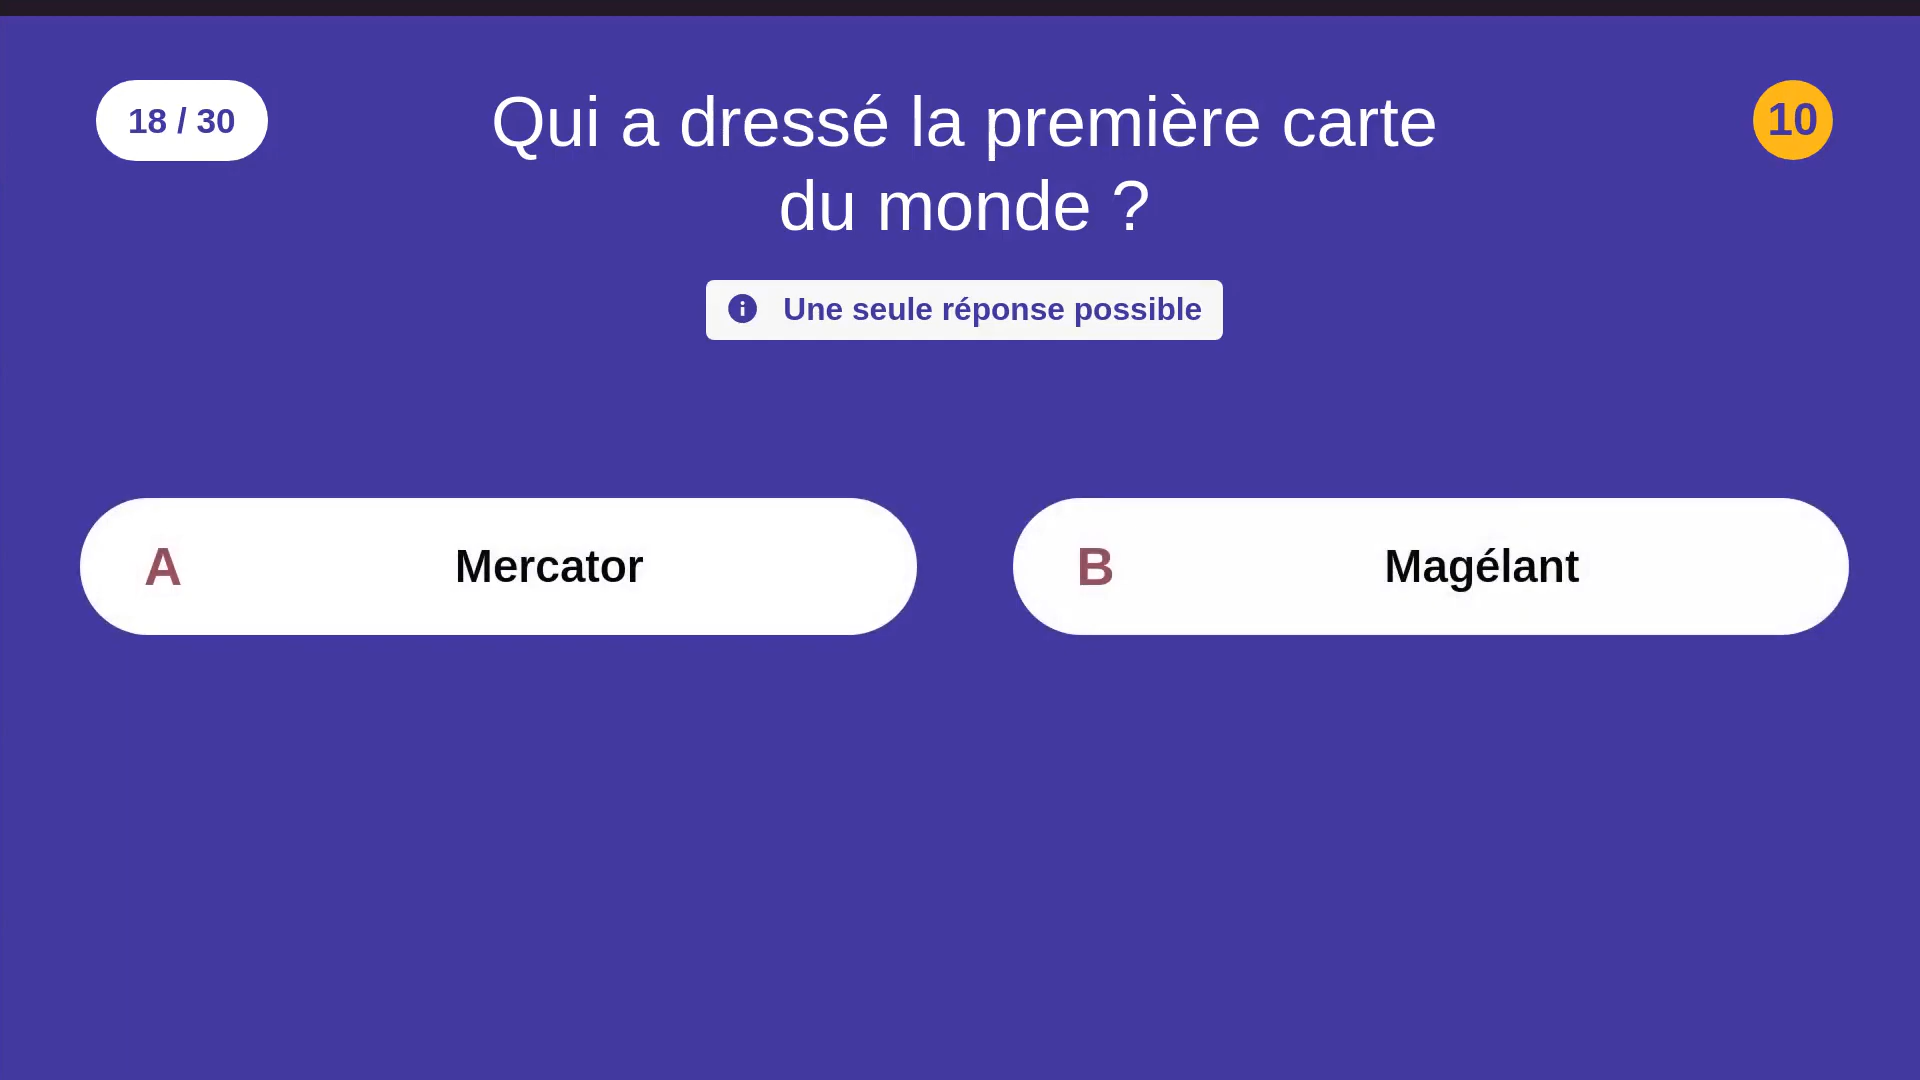 18 / 30
Qui a dressé la première carte
du monde ?
10
Une seule réponse possible
A Mercator
B Magélant